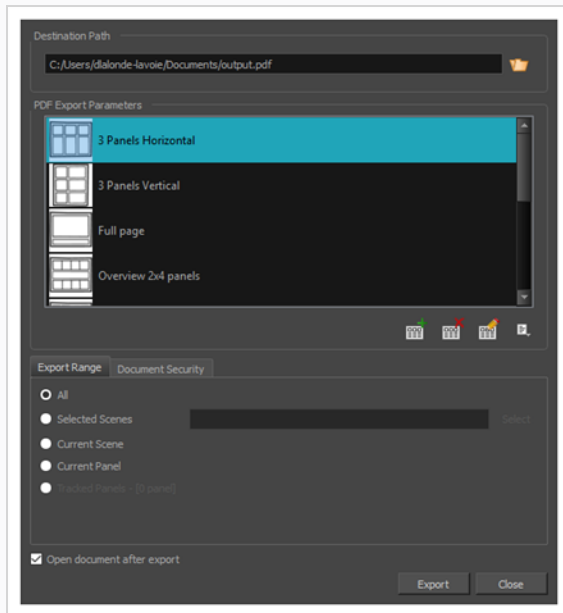 Destination Path
C:/Users/dlalonde-lavoie/Documents/output.pdf
PDF Export Parameters
3 Panels Horizontal
3 Panels Vertical
Full page
Overview 2x4 panels
Export Range
Document Security
All
Selected Scenes
Select
Current Scene
Current Panel
Tracked Panels - [0 panel]
Open document after export
Export
Close